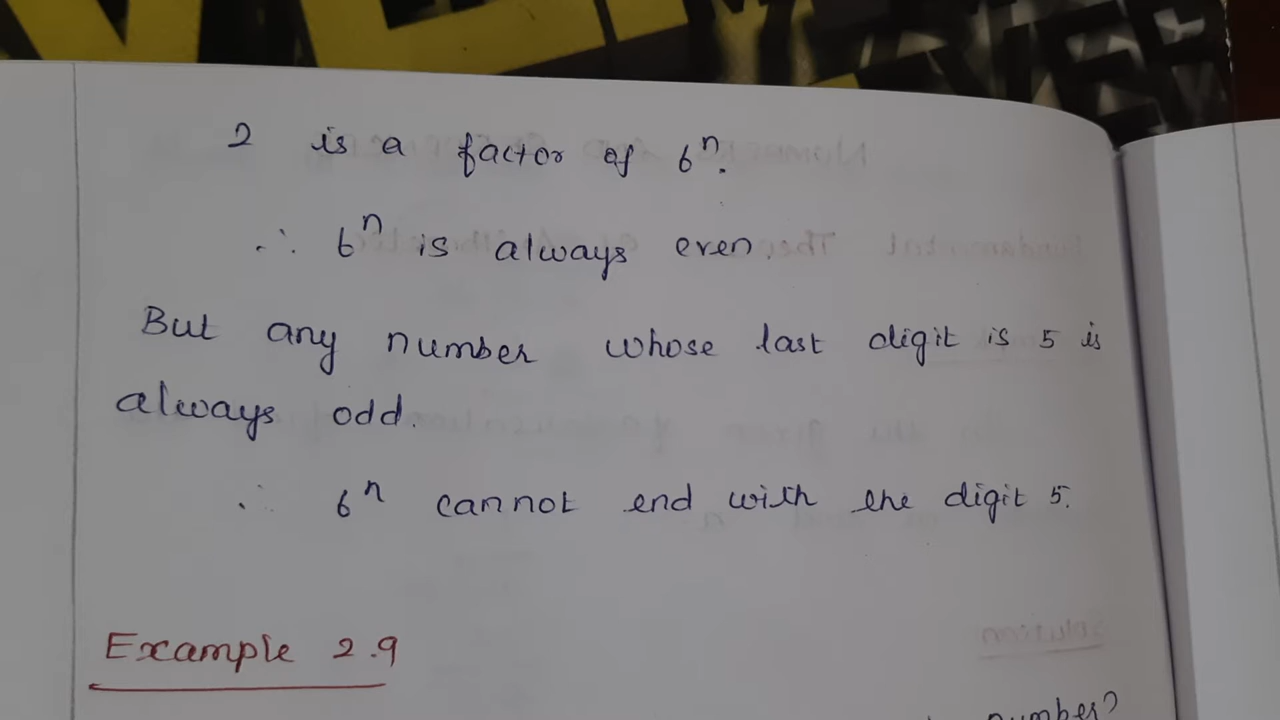 2 is a factor of 6ⁿ.
∴ 6ⁿ is always even.
But any number whose last digit is 5 is
always odd.
∴ 6ⁿ cannot end with the digit 5.
Example 2.9
number?